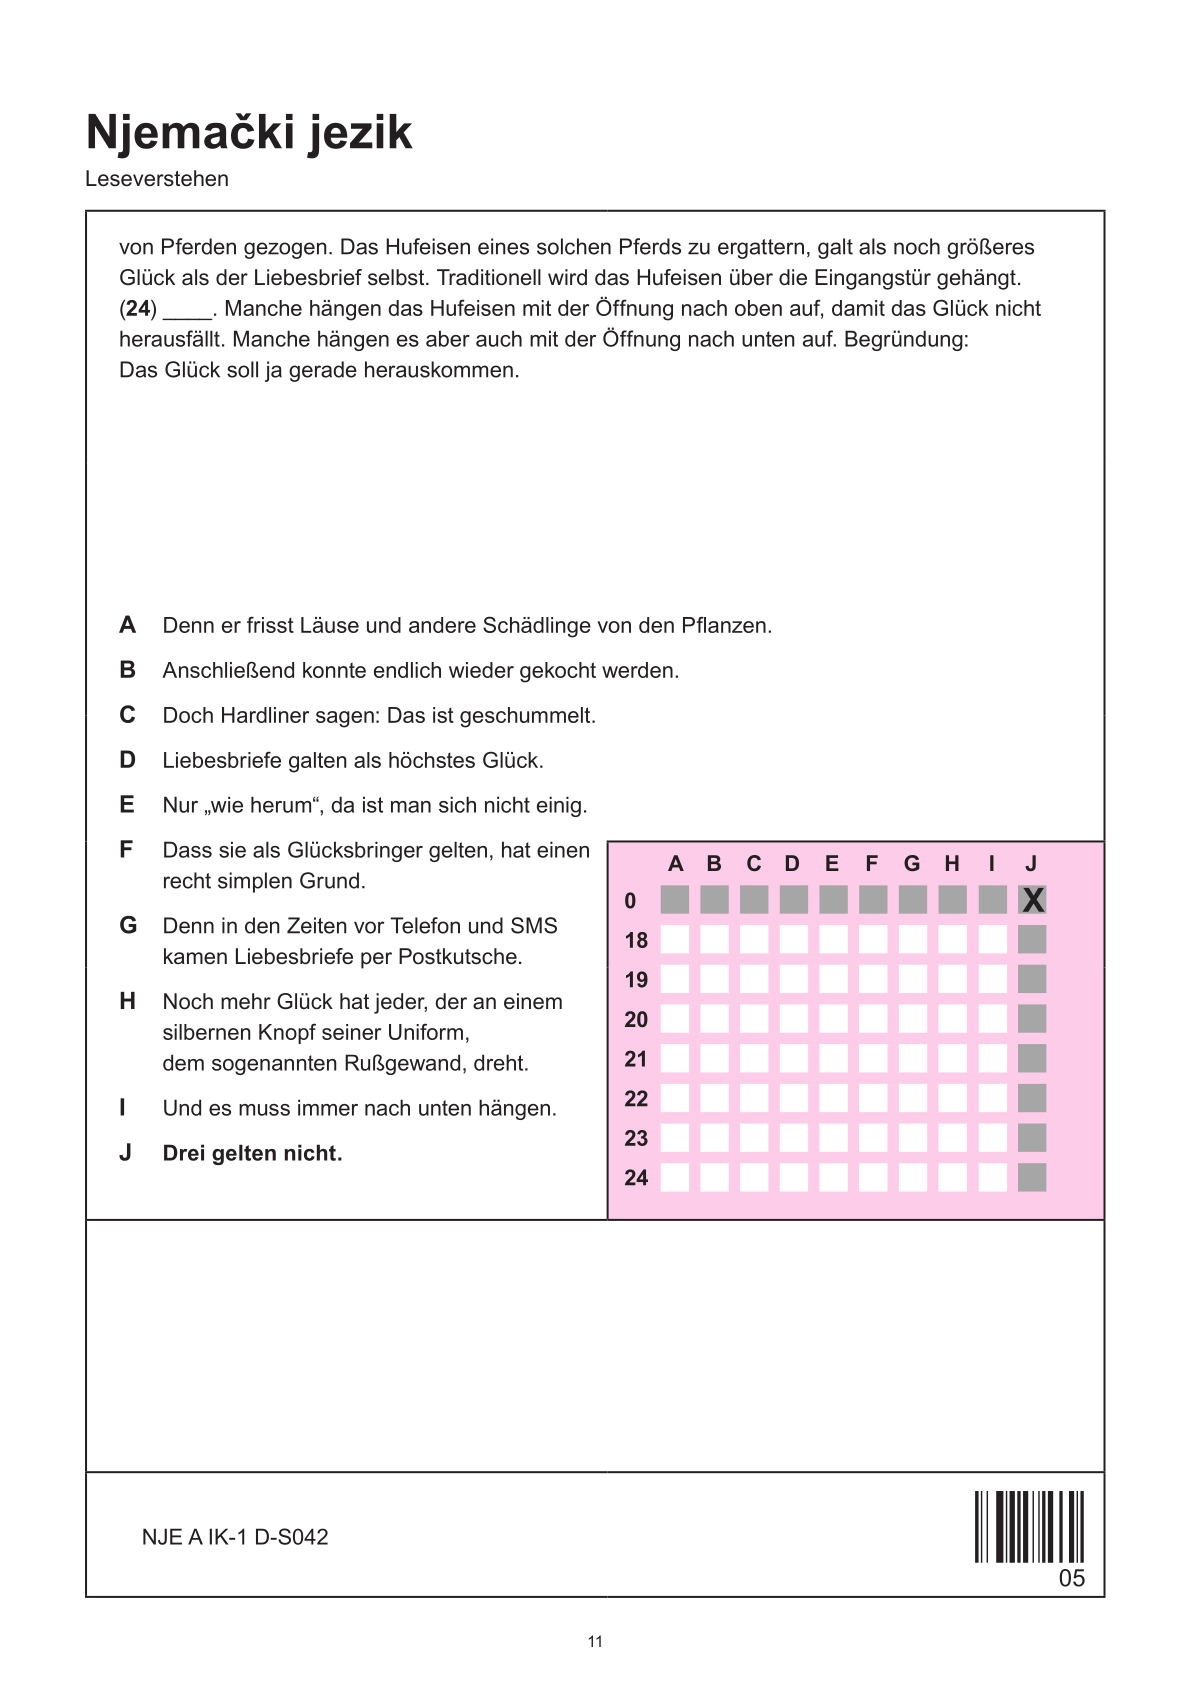 Njemački jezik
Leseverstehen
von Pferden gezogen. Das Hufeisen eines solchen Pferds zu ergattern, galt als noch größeres
Glück als der Liebesbrief selbst. Traditionell wird das Hufeisen über die Eingangstür gehängt.
(24) ____. Manche hängen das Hufeisen mit der Öffnung nach oben auf, damit das Glück nicht
herausfällt. Manche hängen es aber auch mit der Öffnung nach unten auf. Begründung:
Das Glück soll ja gerade herauskommen.
A Denn er frisst Läuse und andere Schädlinge von den Pflanzen.
B Anschließend konnte endlich wieder gekocht werden.
C Doch Hardliner sagen: Das ist geschummelt.
D Liebesbriefe galten als höchstes Glück.
E Nur „wie herum“, da ist man sich nicht einig.
F Dass sie als Glücksbringer gelten, hat einen
recht simplen Grund.
G Denn in den Zeiten vor Telefon und SMS
kamen Liebesbriefe per Postkutsche.
H Noch mehr Glück hat jeder, der an einem
silbernen Knopf seiner Uniform,
dem sogenannten Rußgewand, dreht.
I Und es muss immer nach unten hängen.
J Drei gelten nicht.
A B C D E F G H I J
0 X
18
19
20
21
22
23
24
NJE A IK-1 D-S042
05
11